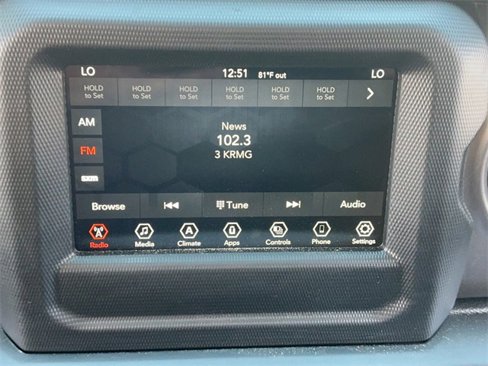 LO 12:51 81°F out LO
HOLD to Set HOLD to Set HOLD to Set HOLD to Set HOLD to Set HOLD to Set
AM
News
102.3
FM
3 KRMG
Browse Tune Audio
Radio Media Climate Apps Controls Phone Settings